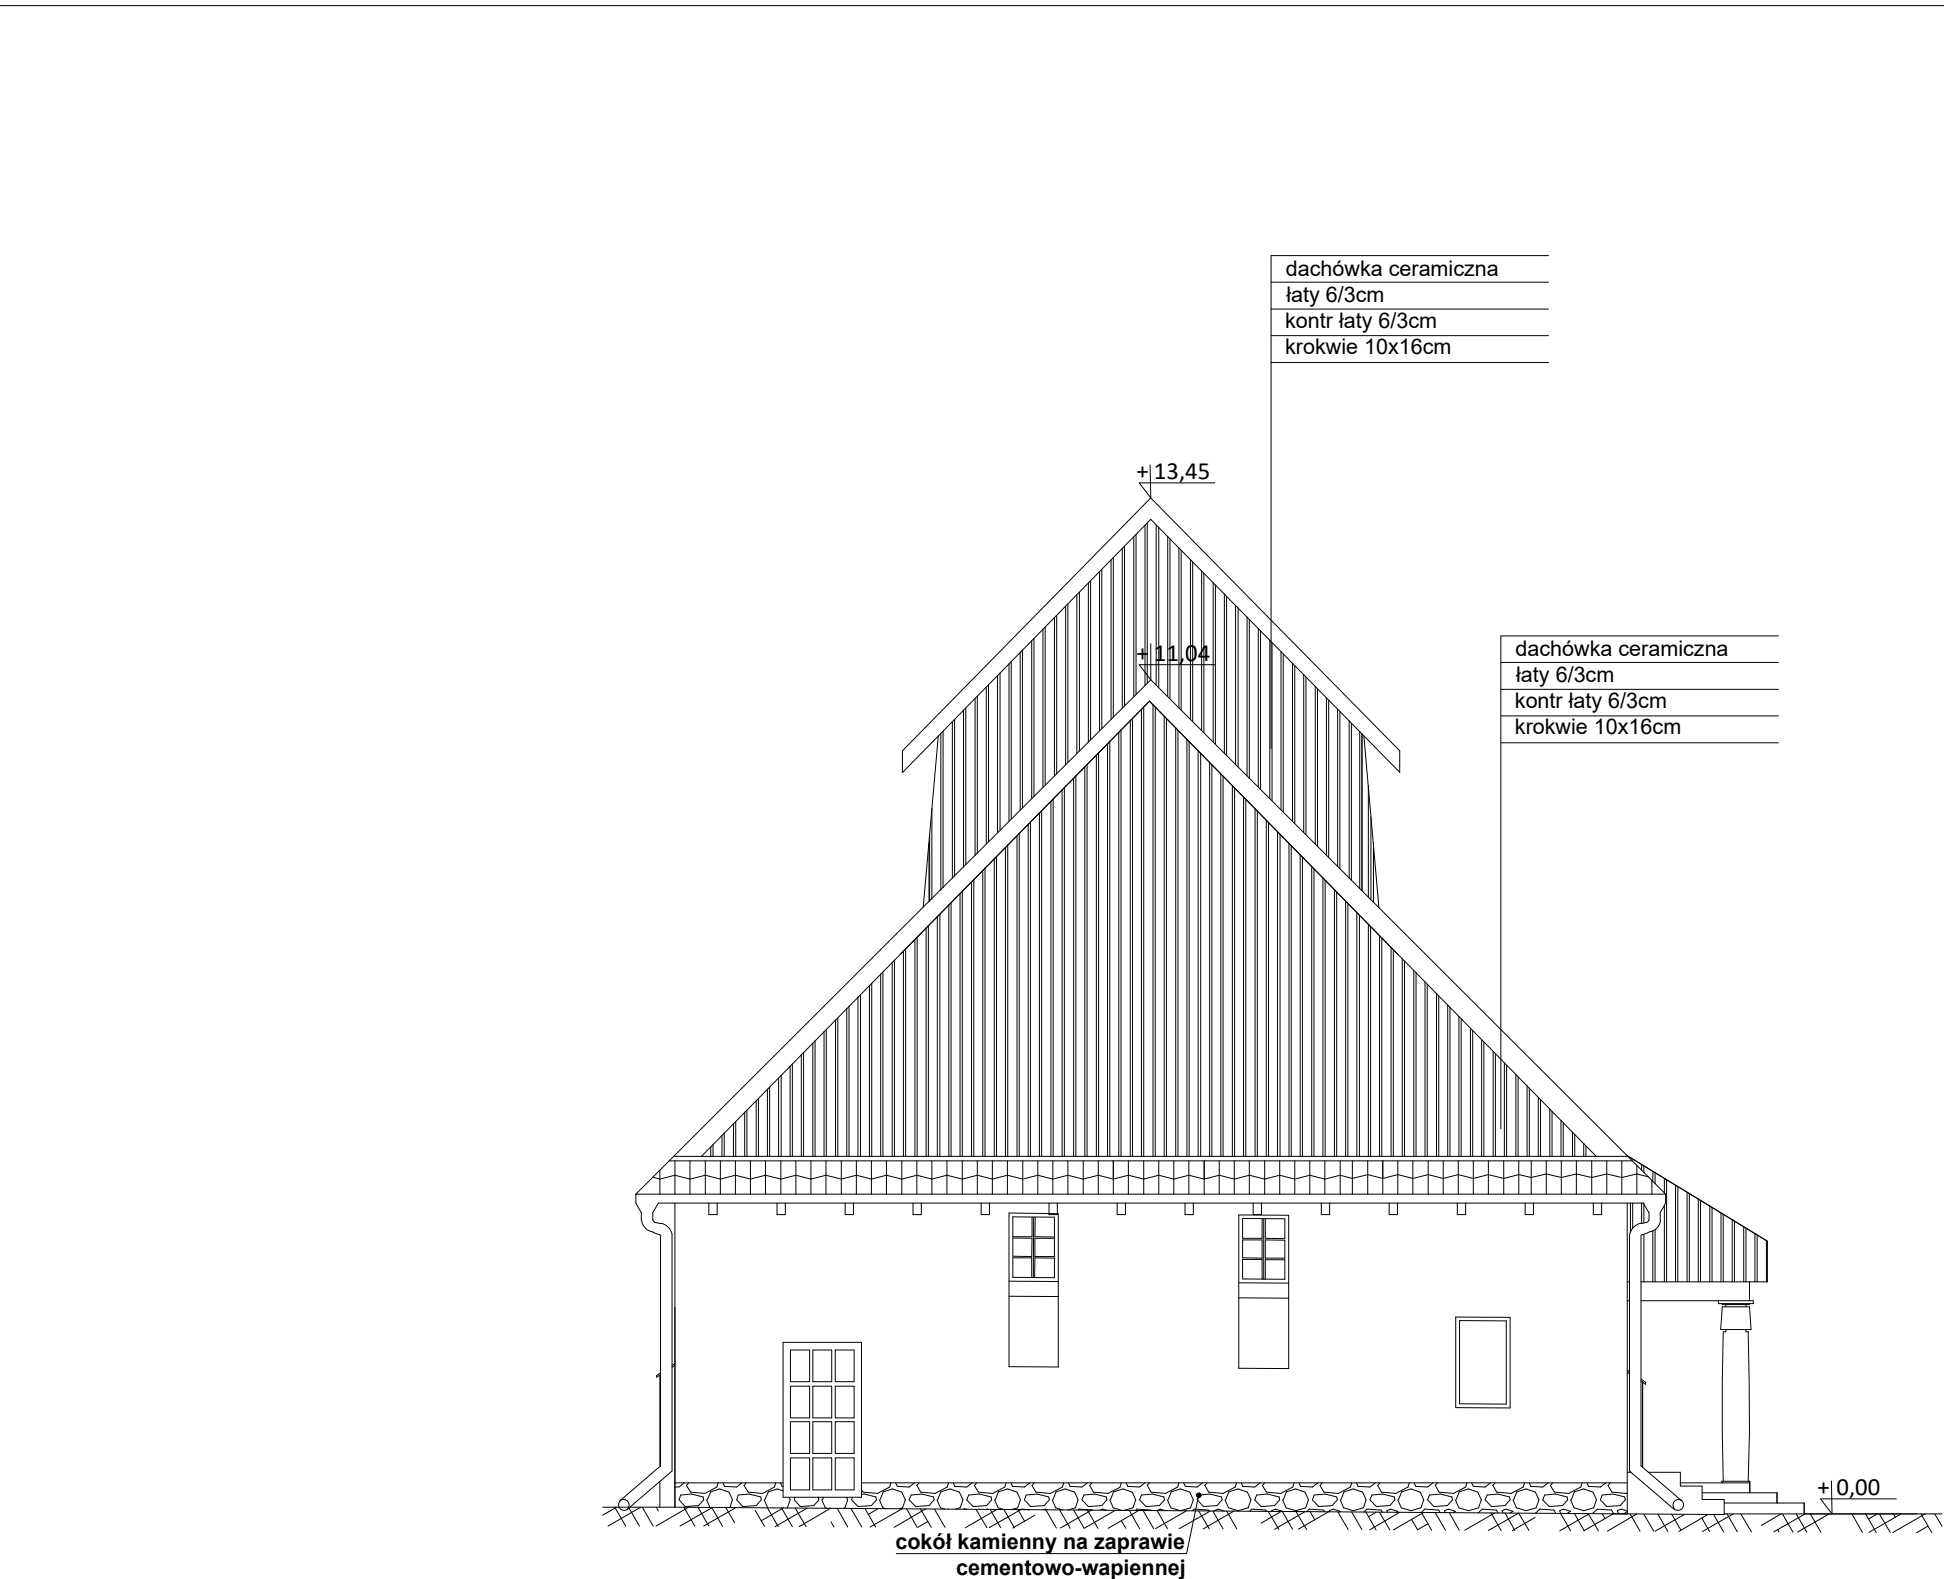 dachówka ceramiczna
łaty 6/3cm
kontr łaty 6/3cm
krokwie 10x16cm
+13,45
+11,04
dachówka ceramiczna
łaty 6/3cm
kontr łaty 6/3cm
krokwie 10x16cm
+0,00
cokół kamienny na zaprawie
cementowo-wapiennej